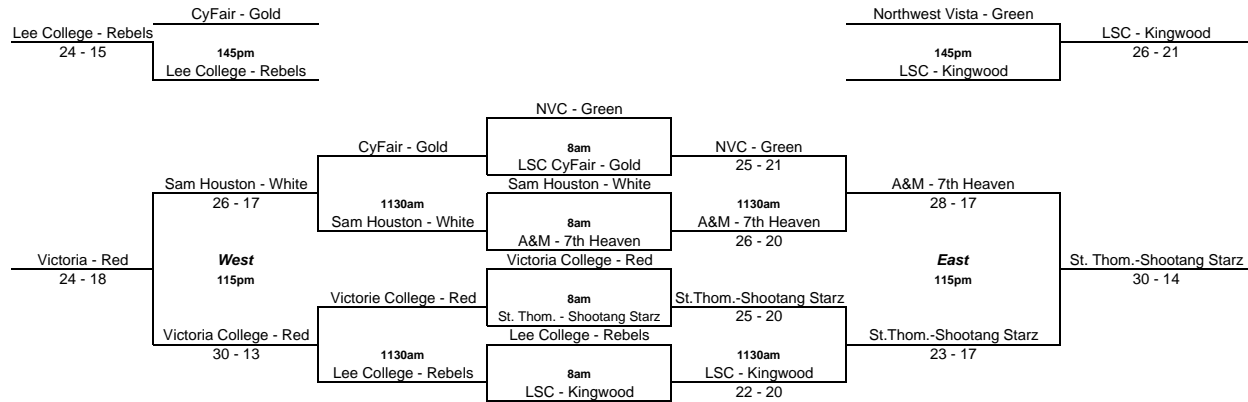 CyFair - Gold
Northwest Vista - Green
Lee College - Rebels
LSC - Kingwood
24 - 15
145pm
145pm
26 - 21
Lee College - Rebels
LSC - Kingwood
NVC - Green
CyFair - Gold
8am
NVC - Green
LSC CyFair - Gold
25 - 21
Sam Houston - White
Sam Houston - White
A&M - 7th Heaven
26 - 17
1130am
1130am
28 - 17
Sam Houston - White
8am
A&M - 7th Heaven
A&M - 7th Heaven
26 - 20
Victoria - Red
West
Victoria College - Red
East
St. Thom.-Shootang Starz
24 - 18
115pm
115pm
30 - 14
Victorie College - Red
8am
St.Thom.-Shootang Starz
St. Thom. - Shootang Starz
25 - 20
Victoria College - Red
Lee College - Rebels
St.Thom.-Shootang Starz
30 - 13
1130am
1130am
23 - 17
Lee College - Rebels
8am
LSC - Kingwood
LSC - Kingwood
22 - 20